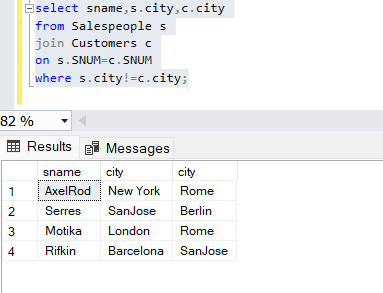 select sname,s.city,c.city
from Salespeople s
join Customers c
on s.SNUM=c.SNUM
where s.city!=c.city;
82 %
Results Messages
sname city city
1 AxelRod New York Rome
2 Serres SanJose Berlin
3 Motika London Rome
4 Rifkin Barcelona SanJose